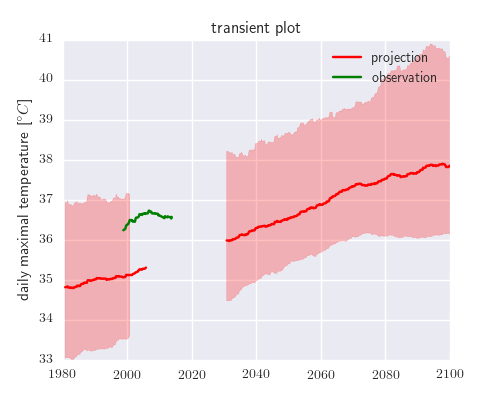 transient plot
projection
observation
daily maximal temperature [°C]
41
40
39
38
37
36
35
34
33
1980 2000 2020 2040 2060 2080 2100